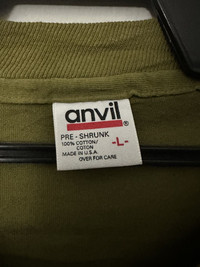 anvil
®
PRE-SHRUNK
100% COTTON/
COTON
MADE IN U.S.A.
OVER FOR CARE
-L-